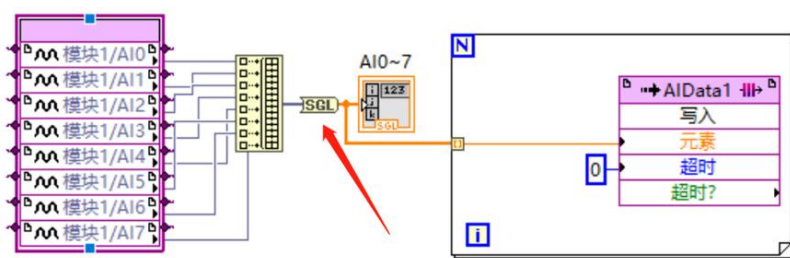 模块1/AI0
模块1/AI1
模块1/AI2
模块1/AI3
模块1/AI4
模块1/AI5
模块1/AI6
模块1/AI7
SGL
AI0~7
i 123
j
k
SGL
N
i
AIData1
写入
元素
0
超时
超时?